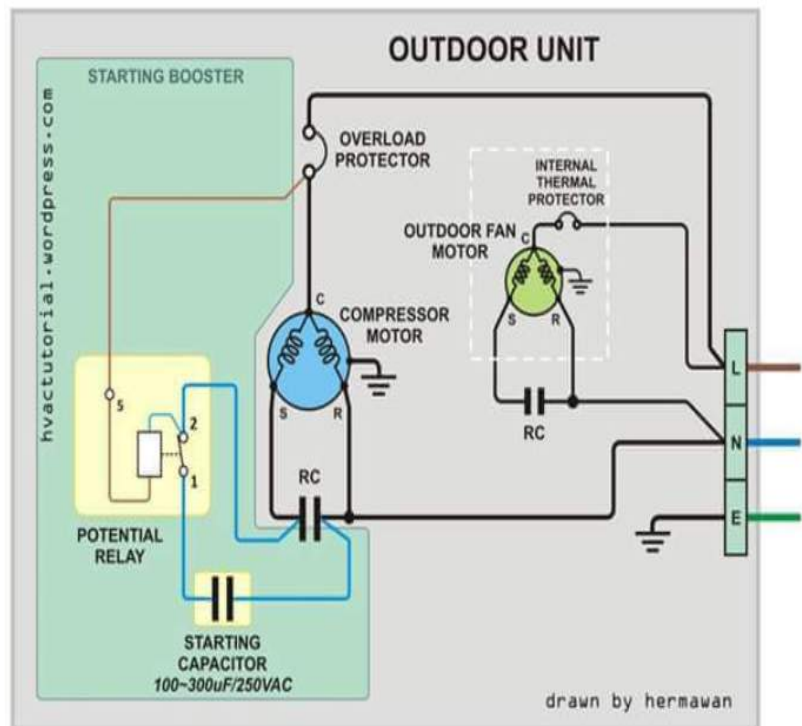 OUTDOOR UNIT
STARTING BOOSTER
hvactutorial.wordpress.com
OVERLOAD
PROTECTOR
INTERNAL
THERMAL
PROTECTOR
OUTDOOR FAN
MOTOR
C
S
R
RC
C
COMPRESSOR
MOTOR
S
R
RC
L
N
E
5
2
1
POTENTIAL
RELAY
STARTING
CAPACITOR
100~300uF/250VAC
drawn by hermawan